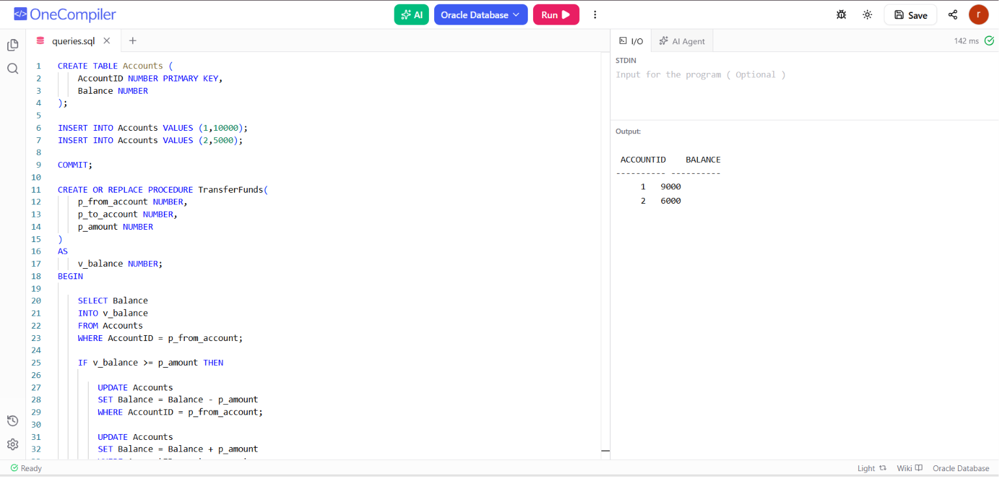 </> OneCompiler
AI
Oracle Database
Run
Save
r
queries.sql
I/O
AI Agent
142 ms
1 CREATE TABLE Accounts (
2 AccountID NUMBER PRIMARY KEY,
3 Balance NUMBER
4 );
5
6 INSERT INTO Accounts VALUES (1,10000);
7 INSERT INTO Accounts VALUES (2,5000);
8
9 COMMIT;
10
11 CREATE OR REPLACE PROCEDURE TransferFunds(
12 p_from_account NUMBER,
13 p_to_account NUMBER,
14 p_amount NUMBER
15 )
16 AS
17 v_balance NUMBER;
18 BEGIN
19
20 SELECT Balance
21 INTO v_balance
22 FROM Accounts
23 WHERE AccountID = p_from_account;
24
25 IF v_balance >= p_amount THEN
26
27 UPDATE Accounts
28 SET Balance = Balance - p_amount
29 WHERE AccountID = p_from_account;
30
31 UPDATE Accounts
32 SET Balance = Balance + p_amount
STDIN
Input for the program ( Optional )
Output:
ACCOUNTID BALANCE
---------- ----------
1 9000
2 6000
Ready
Light
Wiki
Oracle Database